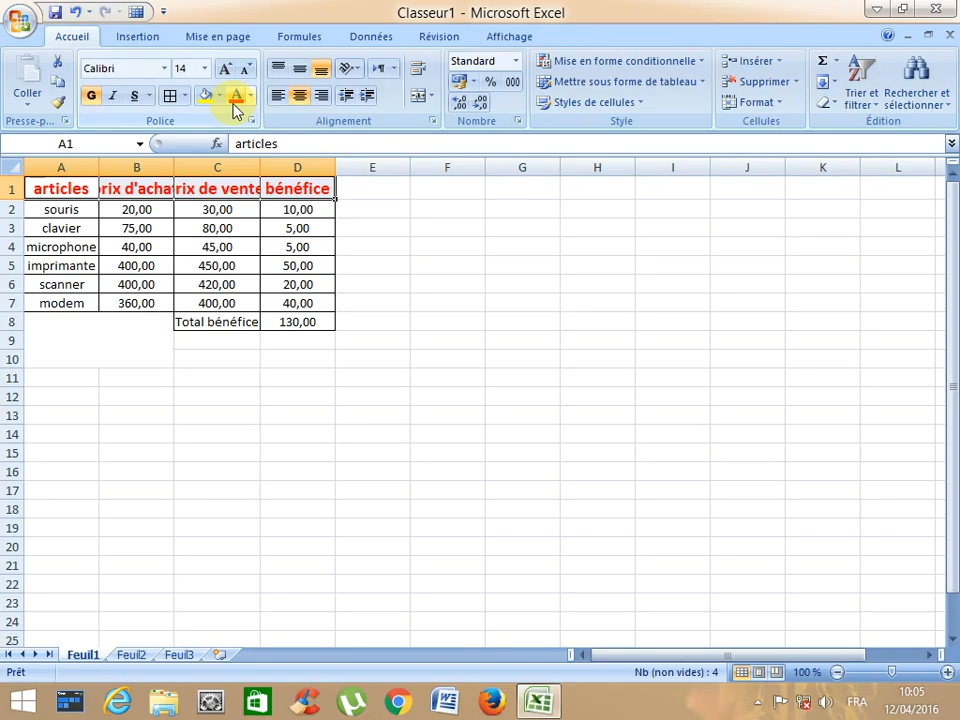 Classeur1 - Microsoft Excel
Accueil Insertion Mise en page Formules Données Révision Affichage
Calibri 14 Standard Mise en forme conditionnelle Insérer Σ
Coller G I S A % 000 Mettre sous forme de tableau Supprimer Trier et filtrer Rechercher et sélectionner
Styles de cellules Format
Presse-p... Police Alignement Nombre Style Cellules Édition
A1 fx articles
A B C D E F G H I J K L
1 articles prix d'acha rix de vente bénéfice
2 souris 20,00 30,00 10,00
3 clavier 75,00 80,00 5,00
4 microphone 40,00 45,00 5,00
5 imprimante 400,00 450,00 50,00
6 scanner 400,00 420,00 20,00
7 modem 360,00 400,00 40,00
8 Total bénéfice 130,00
9
10
11
12
13
14
15
16
17
18
19
20
21
22
23
24
25
Feuil1 Feuil2 Feuil3
Prêt Nb (non vides) : 4 100 %
10:05
FRA
12/04/2016